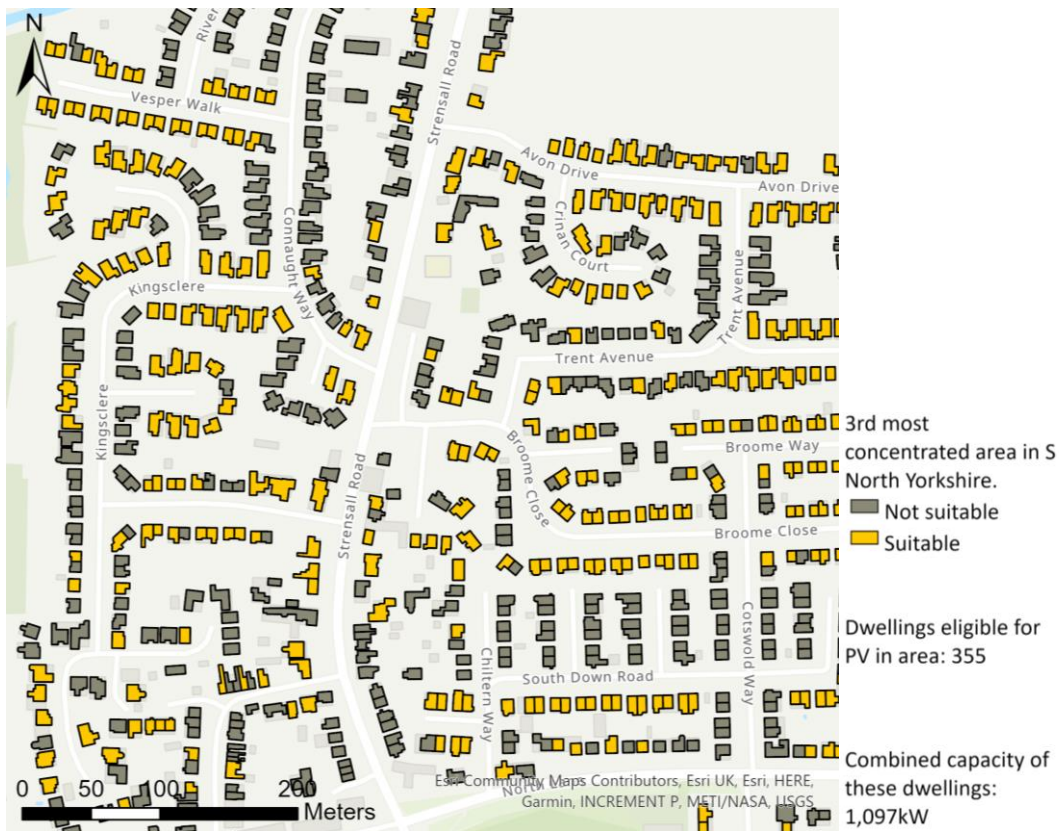 N
River
Vesper Walk
Strensall Road
Avon Drive
Avon Drive
Crinan Court
Connaught Way
Kingsclere
Trent Avenue
Trent Avenue
Kingsclere
Broome Way
Broome Close
Strensall Road
Broome Close
Cotswold Way
Chiltern Way
South Down Road
3rd most
concentrated area in S
North Yorkshire.
Not suitable
Suitable
Dwellings eligible for
PV in area: 355
Combined capacity of
these dwellings:
1,097kW
0 50 100 200
Meters
North
Esri Community Maps Contributors, Esri UK, Esri, HERE,
Garmin, INCREMENT P, METI/NASA, USGS